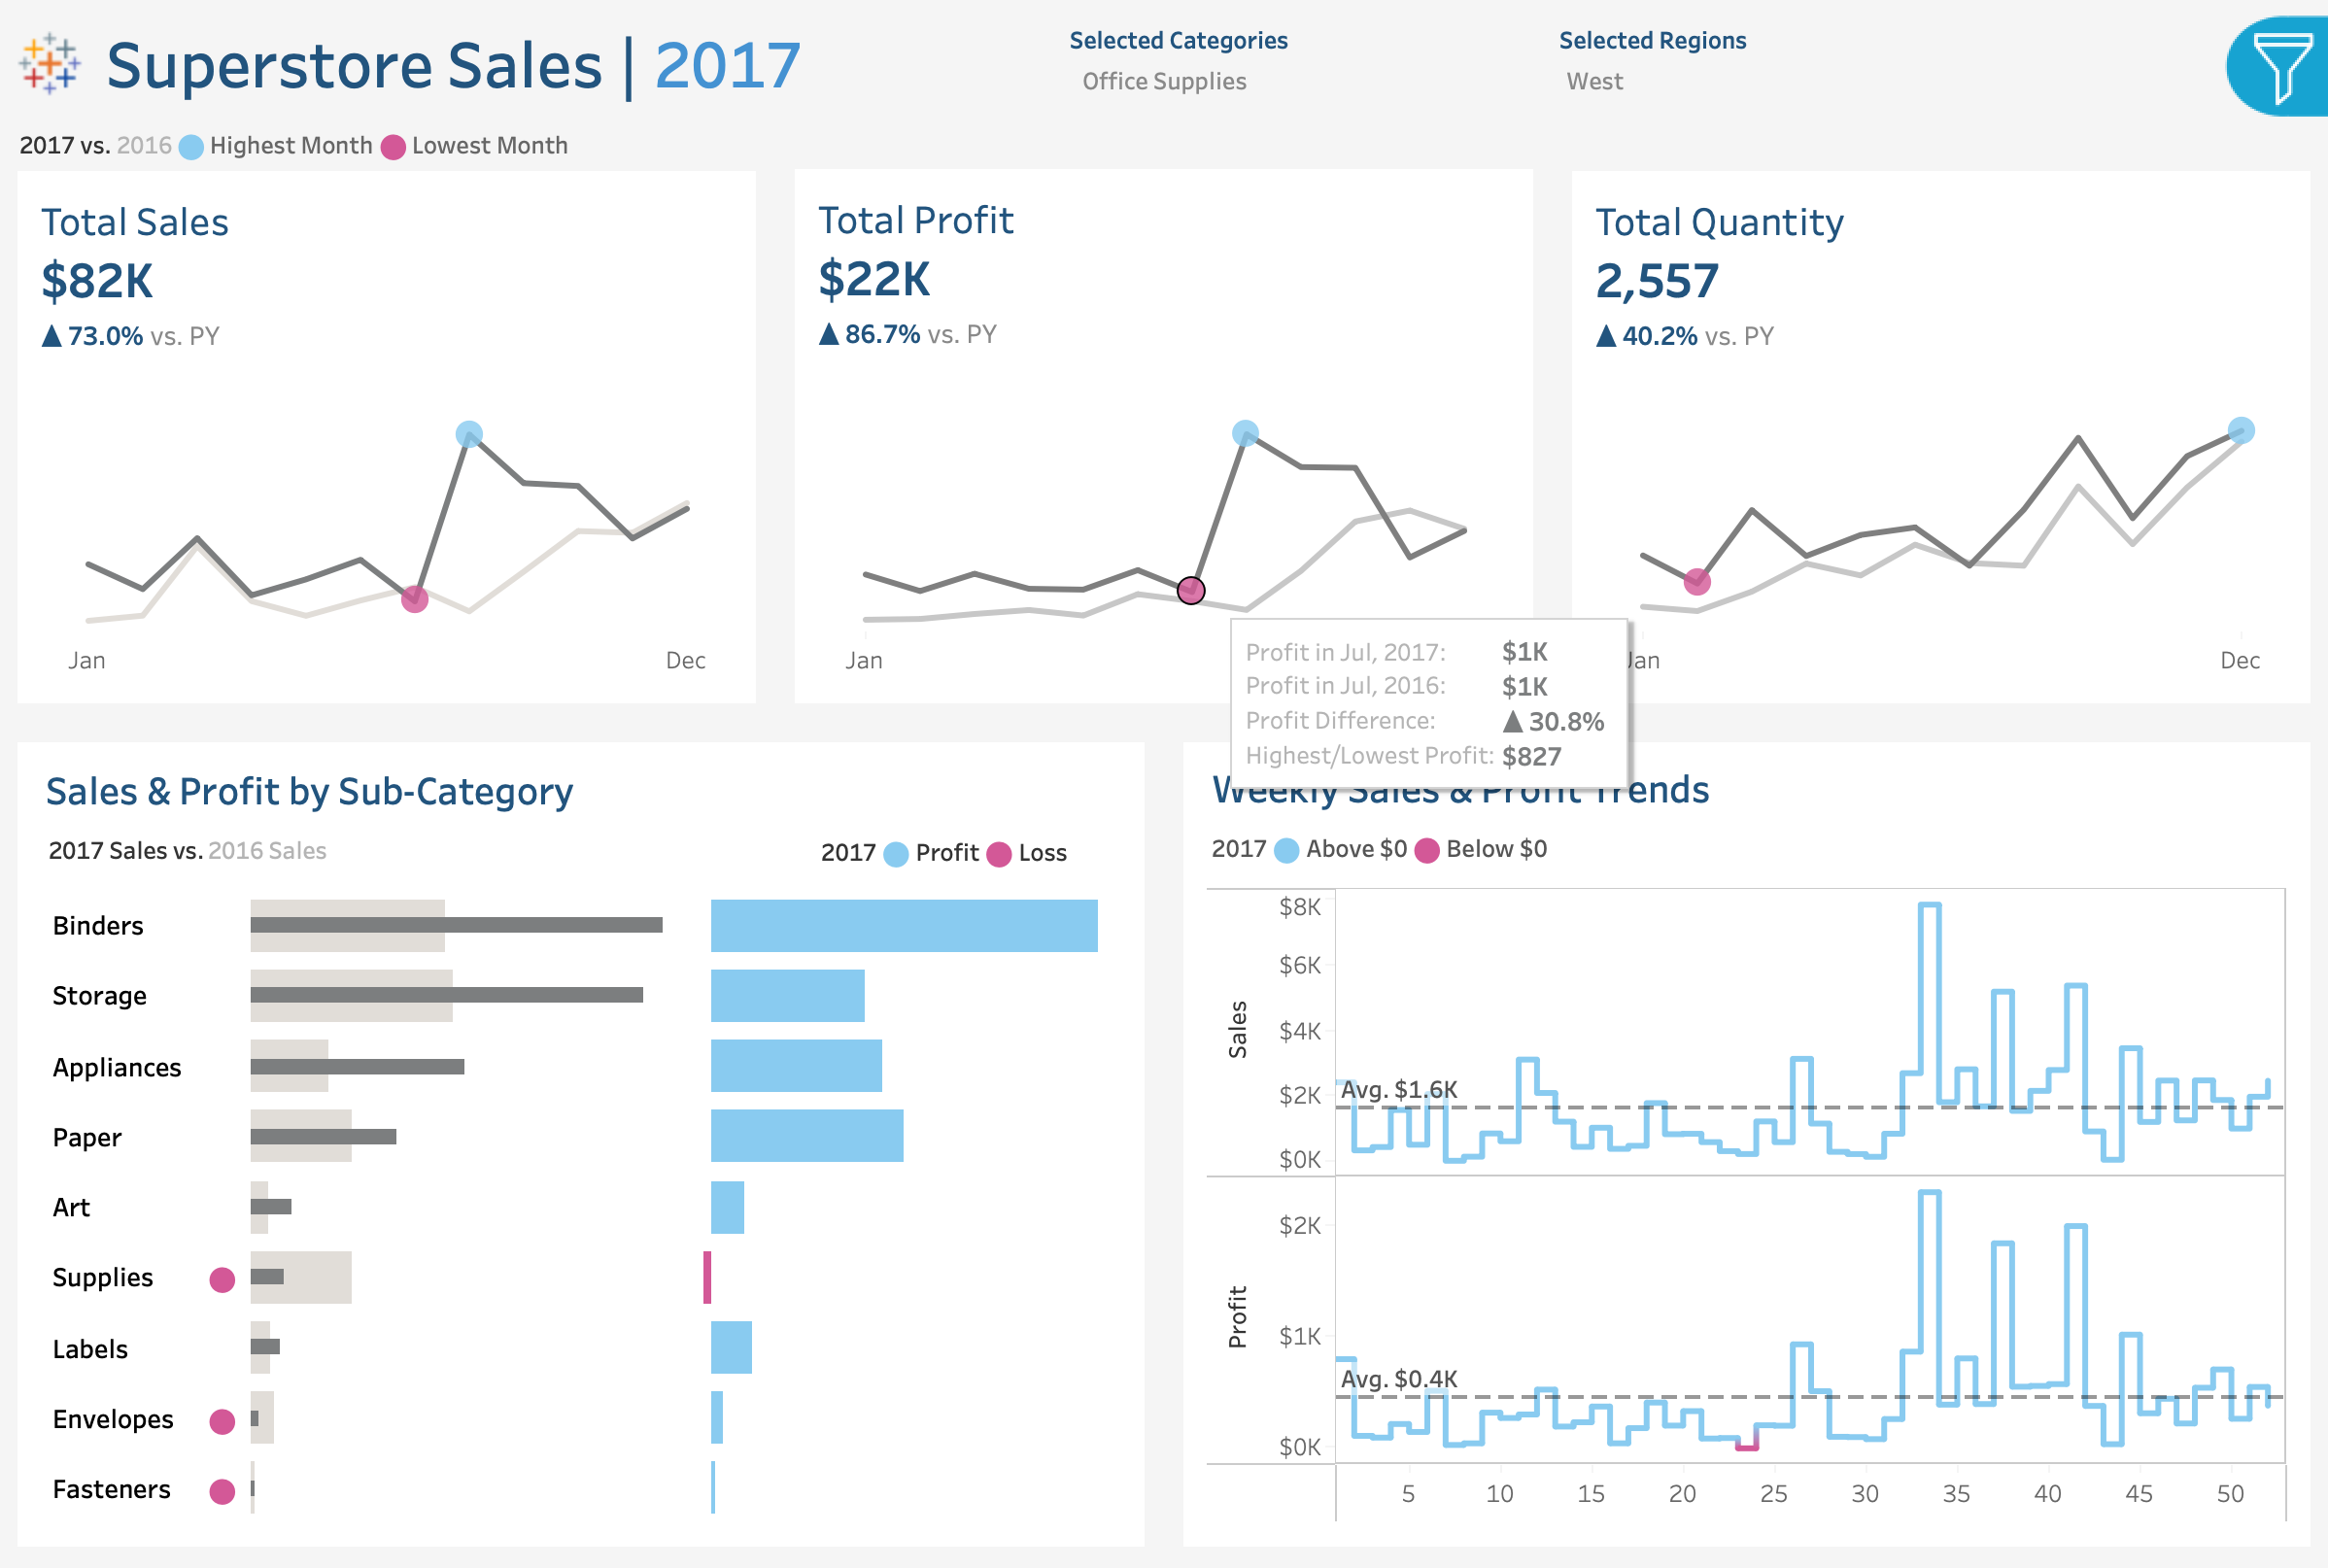 Superstore Sales | 2017
Selected Categories
Office Supplies
Selected Regions
West
2017 vs. 2016 Highest Month Lowest Month
Total Sales
$82K
▲ 73.0% vs. PY
Jan Dec
Total Profit
$22K
▲ 86.7% vs. PY
Jan
Total Quantity
2,557
▲ 40.2% vs. PY
Jan Dec
Profit in Jul, 2017: $1K
Profit in Jul, 2016: $1K
Profit Difference: ▲ 30.8%
Highest/Lowest Profit: $827
Sales & Profit by Sub-Category
2017 Sales vs. 2016 Sales
2017 Profit Loss
Binders
Storage
Appliances
Paper
Art
Supplies
Labels
Envelopes
Fasteners
Weekly Sales & Profit Trends
2017 Above $0 Below $0
Sales
$8K
$6K
$4K
$2K
$0K
Avg. $1.6K
Profit
$2K
$1K
$0K
Avg. $0.4K
5 10 15 20 25 30 35 40 45 50